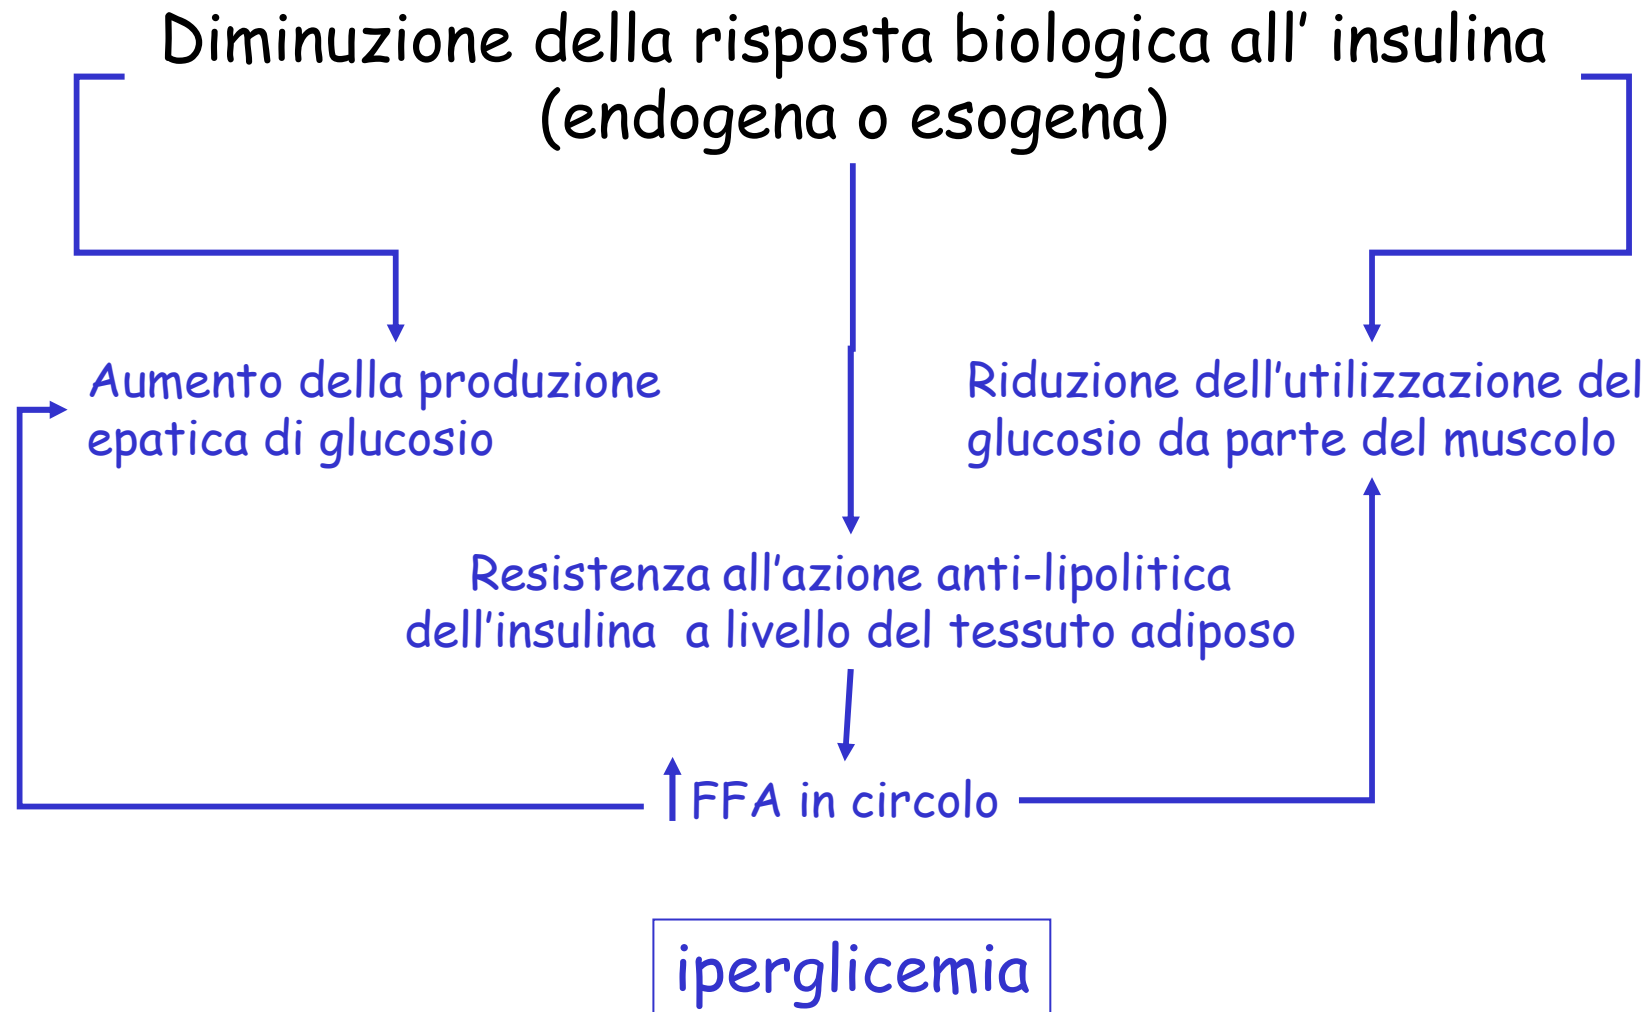 Diminuzione della risposta biologica all’ insulina
(endogena o esogena)
Aumento della produzione
epatica di glucosio
Riduzione dell’utilizzazione del
glucosio da parte del muscolo
Resistenza all’azione anti-lipolitica
dell’insulina a livello del tessuto adiposo
FFA in circolo
iperglicemia